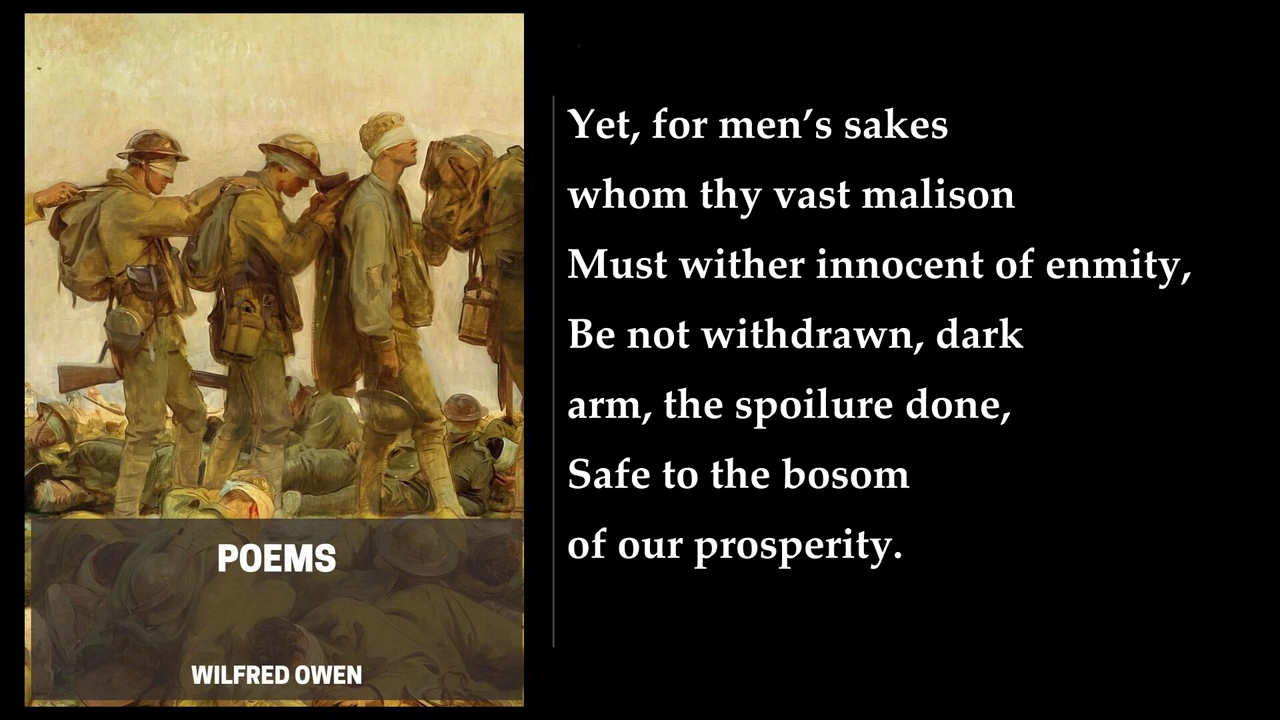 POEMS
WILFRED OWEN
Yet, for men’s sakes
whom thy vast malison
Must wither innocent of enmity,
Be not withdrawn, dark
arm, the spoilure done,
Safe to the bosom
of our prosperity.